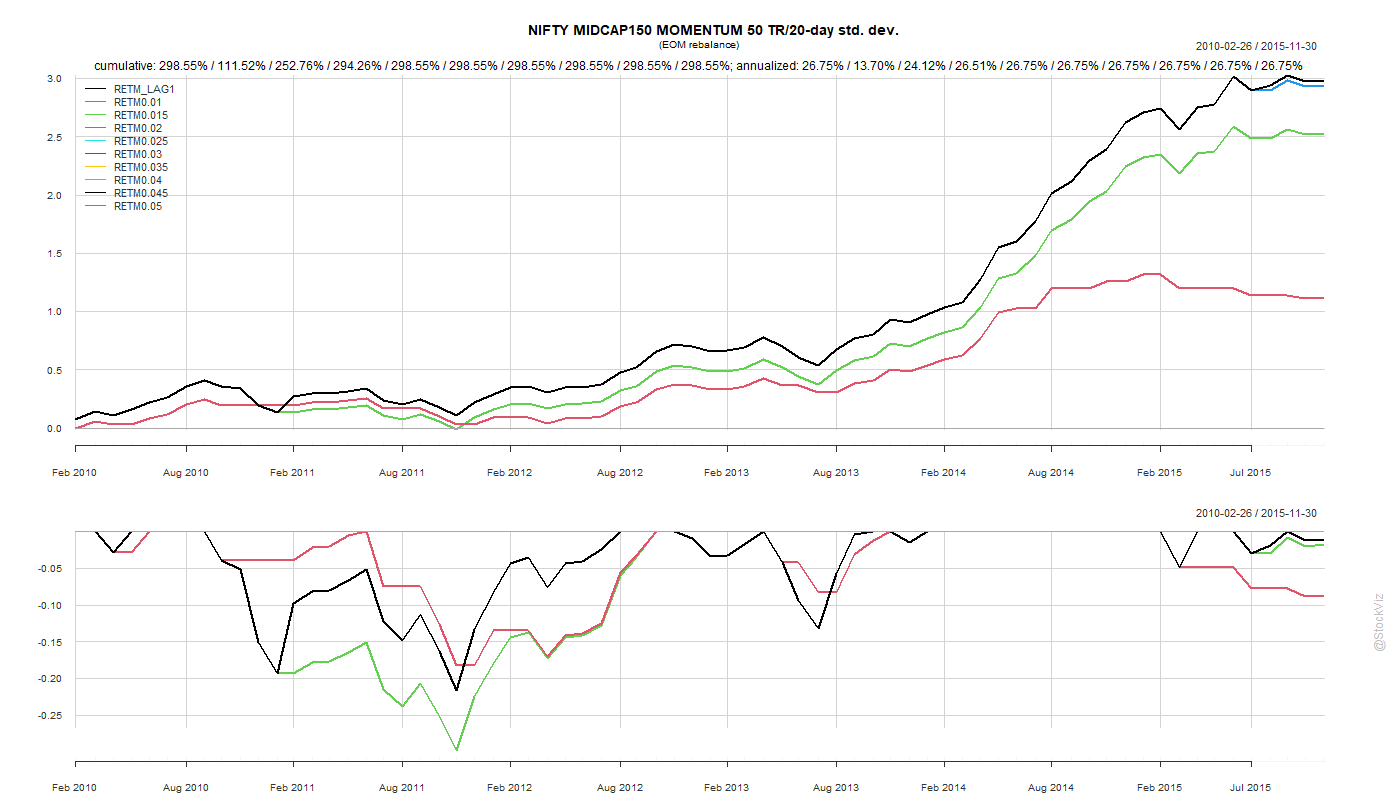 NIFTY MIDCAP150 MOMENTUM 50 TR/20-day std. dev.
(EOM rebalance)
2010-02-26 / 2015-11-30
cumulative: 298.55% / 111.52% / 252.76% / 294.26% / 298.55% / 298.55% / 298.55% / 298.55% / 298.55% / 298.55%; annualized: 26.75% / 13.70% / 24.12% / 26.51% / 26.75% / 26.75% / 26.75% / 26.75% / 26.75% / 26.75%
3.0
2.5
2.0
1.5
1.0
0.5
0.0
RETM_LAG1
RETM0.01
RETM0.015
RETM0.02
RETM0.025
RETM0.03
RETM0.035
RETM0.04
RETM0.045
RETM0.05
Feb 2010 Aug 2010 Feb 2011 Aug 2011 Feb 2012 Aug 2012 Feb 2013 Aug 2013 Feb 2014 Aug 2014 Feb 2015 Jul 2015
2010-02-26 / 2015-11-30
-0.05
-0.10
-0.15
-0.20
-0.25
Feb 2010 Aug 2010 Feb 2011 Aug 2011 Feb 2012 Aug 2012 Feb 2013 Aug 2013 Feb 2014 Aug 2014 Feb 2015 Jul 2015
@StockViz